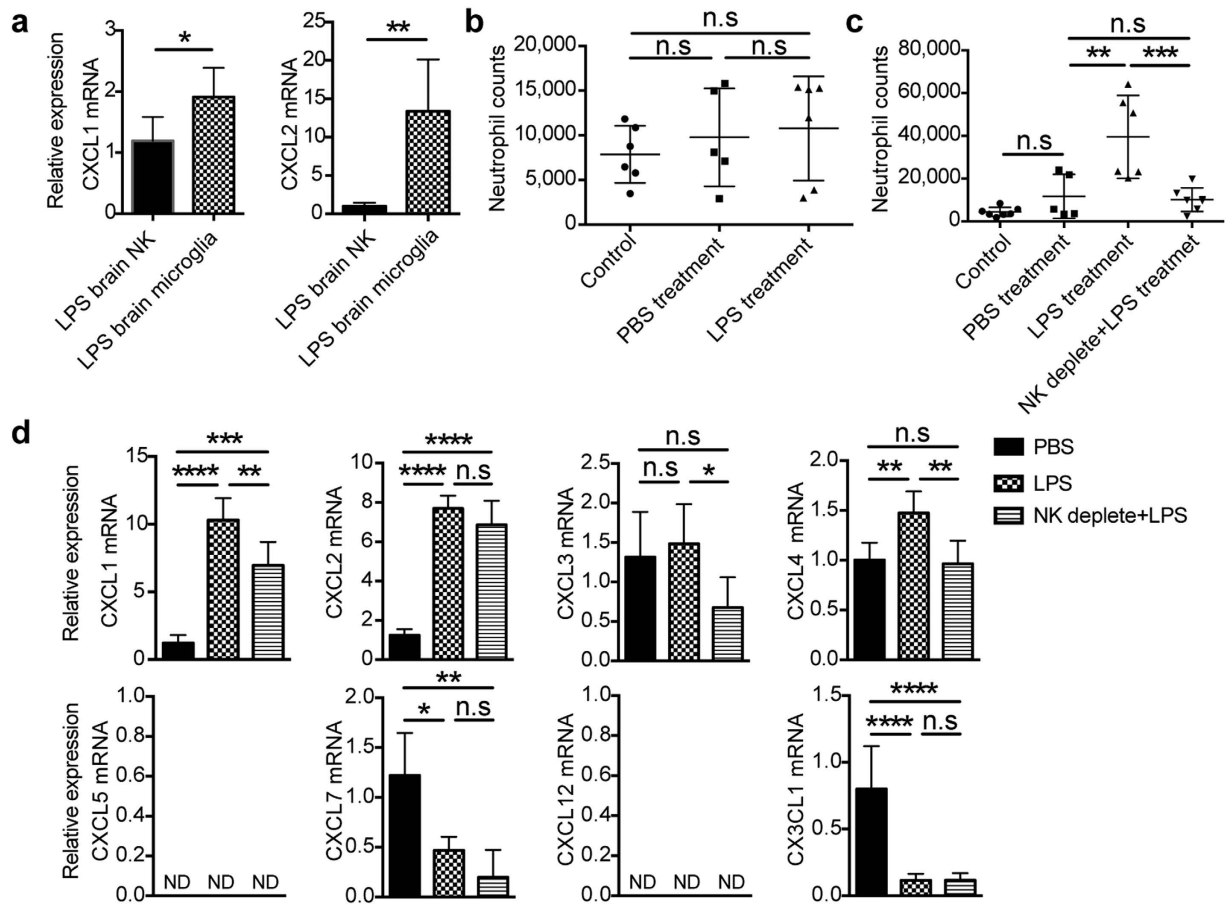 a
Relative expression
CXCL1 mRNA
3
2
1
0
*
LPS brain NK
LPS brain microglia
CXCL2 mRNA
25
20
15
10
5
0
**
LPS brain NK
LPS brain microglia
b
Neutrophil counts
20,000
15,000
10,000
5,000
0
n.s
n.s
n.s
Control
PBS treatment
LPS treatment
c
Neutrophil counts
80,000
60,000
40,000
20,000
0
n.s
**
***
n.s
Control
PBS treatment
LPS treatment
NK deplete+LPS treatmet
d
Relative expression
CXCL1 mRNA
15
10
5
0
***
****
**
CXCL2 mRNA
8
6
4
2
0
****
****
n.s
CXCL3 mRNA
2.5
2.0
1.5
1.0
0.5
0.0
n.s
n.s
*
CXCL4 mRNA
2.0
1.5
1.0
0.5
0.0
n.s
**
**
PBS
LPS
NK deplete+LPS
Relative expression
CXCL5 mRNA
1.0
0.8
0.6
0.4
0.2
0.0
ND ND ND
CXCL7 mRNA
2.0
1.5
1.0
0.5
0.0
**
*
n.s
CXCL12 mRNA
1.0
0.8
0.6
0.4
0.2
0.0
ND ND ND
CX3CL1 mRNA
1.5
1.0
0.5
0.0
****
****
n.s